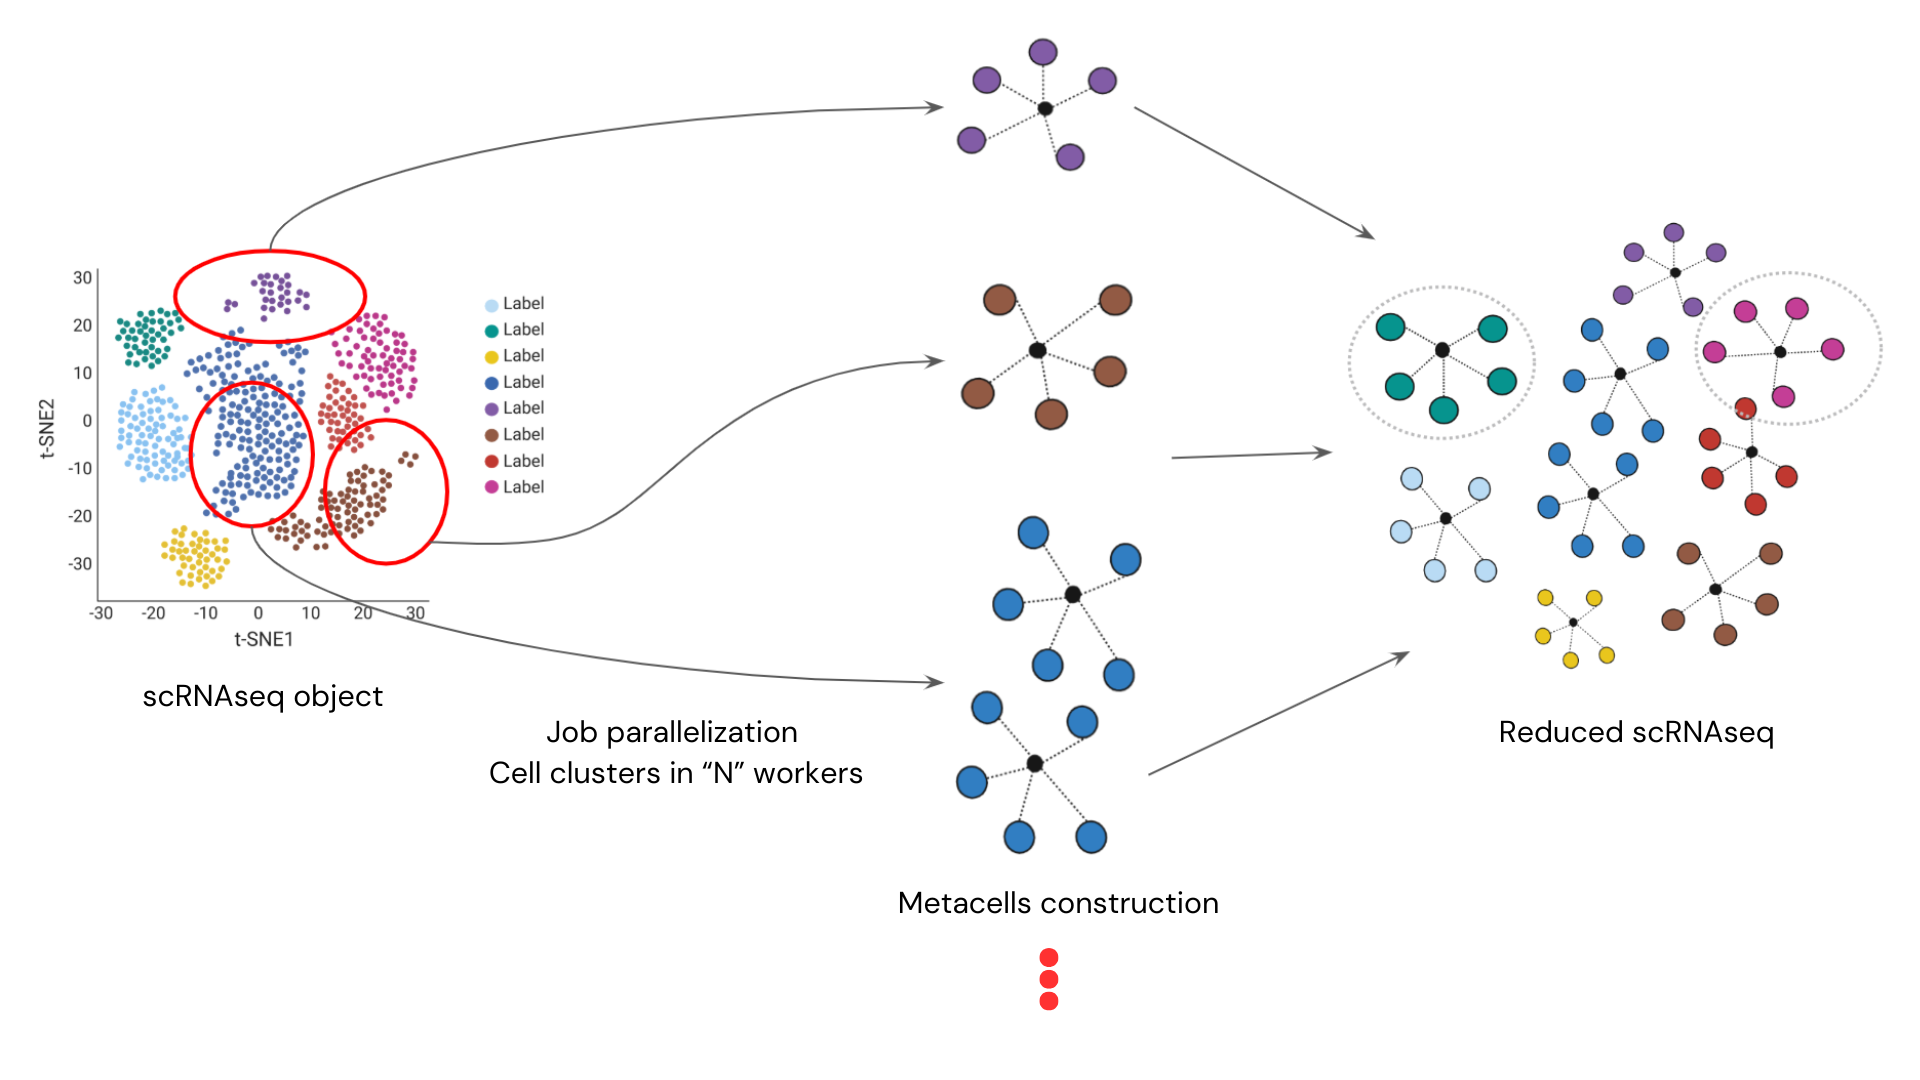 30
20
10
0
-10
-20
-30
t-SNE2
-30 -20 -10 0 10 20 30
t-SNE1
Label
Label
Label
Label
Label
Label
Label
Label
scRNAseq object
Job parallelization
Cell clusters in “N” workers
Metacells construction
Reduced scRNAseq